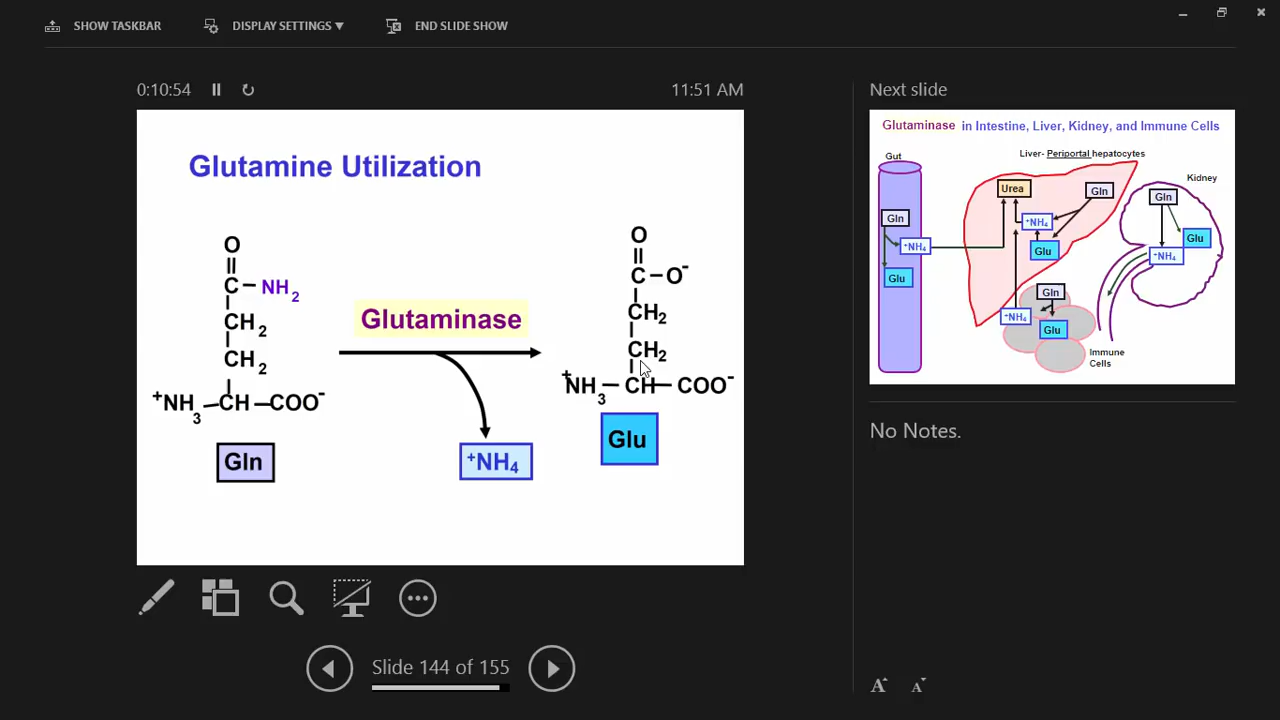 SHOW TASKBAR DISPLAY SETTINGS ▼ END SLIDE SHOW
0:10:54 11:51 AM
Glutamine Utilization
O
C – NH2
CH2
CH2
+NH3 – CH – COO-
Gln
Glutaminase
+NH4
O
C – O-
CH2
CH2
+NH3 – CH – COO-
Glu
Slide 144 of 155
Next slide
Glutaminase in Intestine, Liver, Kidney, and Immune Cells
Gut
Liver- Periportal hepatocytes
Kidney
Urea
Gln
Gln
Gln
+NH4
+NH4
Glu
Glu
+NH4
Glu
Gln
+NH4
Glu
Immune
Cells
No Notes.
A A